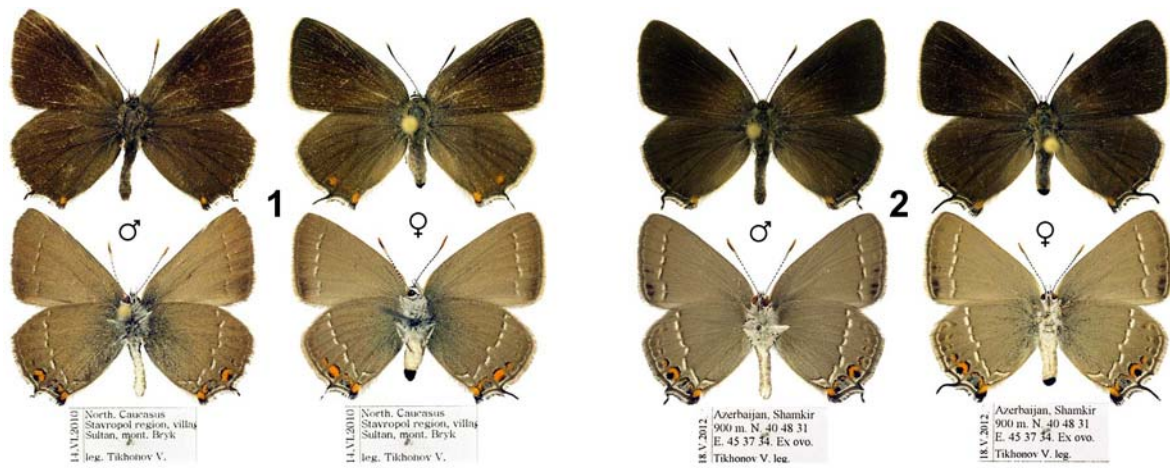 1
♂
♀
14.VI.2010
North. Caucasus
Stavropol region, villag
Sultan, mont. Bryk
leg. Tikhonov V.
14.VI.2010
North. Caucasus
Stavropol region, villag
Sultan, mont. Bryk
leg. Tikhonov V.
2
♂
♀
18.V.2012
Azerbaijan, Shamkir
900 m. N. 40 48 31
E. 45 37 34. Ex ovo.
Tikhonov V. leg.
18.V.2012.
Azerbaijan, Shamkir
900 m. N. 40 48 31
E. 45 37 34. Ex ovo.
Tikhonov V. leg.